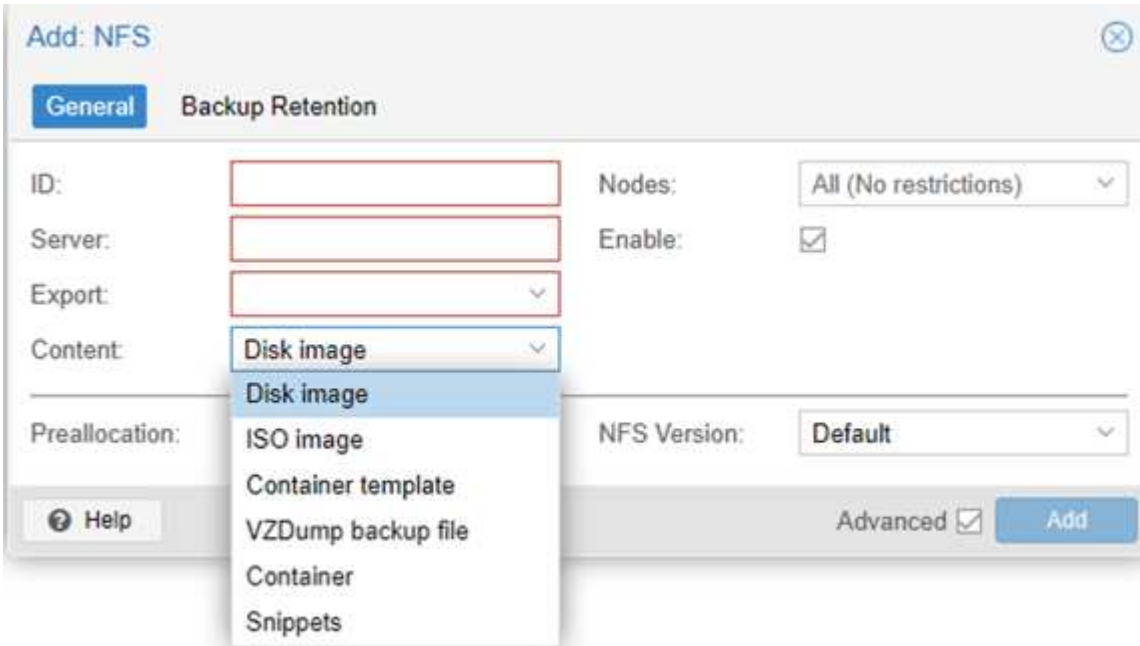 Add: NFS
General Backup Retention
ID: Nodes: All (No restrictions)
Server: Enable:
Export:
Content: Disk image
Disk image
Preallocation: ISO image NFS Version: Default
Container template
Help VZDump backup file Advanced Add
Container
Snippets